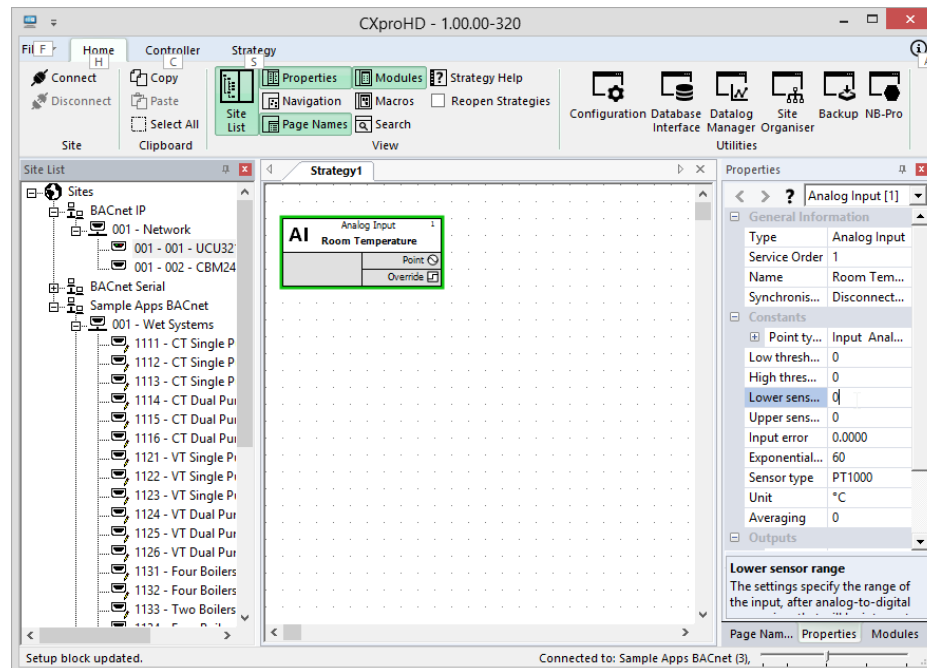 CXproHD - 1.00.00-320
Fil F Home Controller Strategy
H C S
Connect
Disconnect
Site
Copy
Paste
Select All
Clipboard
Site List
Properties Modules Strategy Help
Navigation Macros Reopen Strategies
Page Names Search
View
Configuration Database Interface Datalog Manager Site Organiser Backup NB-Pro
Utilities
Site List
Sites
BACnet IP
001 - Network
001 - 001 - UCU32
001 - 002 - CBM24
BACnet Serial
Sample Apps BACnet
001 - Wet Systems
1111 - CT Single P
1112 - CT Single P
1113 - CT Single P
1114 - CT Dual Pur
1115 - CT Dual Pur
1116 - CT Dual Pur
1121 - VT Single P
1122 - VT Single P
1123 - VT Single P
1124 - VT Dual Pur
1125 - VT Dual Pur
1126 - VT Dual Pur
1131 - Four Boilers
1132 - Four Boilers
1133 - Two Boilers
Strategy1
AI Analog Input 1
Room Temperature
Point
Override
Properties
? Analog Input [1]
General Information
Type Analog Input
Service Order 1
Name Room Tem...
Synchronis... Disconnect...
Constants
Point ty... Input Anal...
Low thresh... 0
High thres... 0
Lower sens... 0
Upper sens... 0
Input error 0.0000
Exponential... 60
Sensor type PT1000
Unit °C
Averaging 0
Outputs
Lower sensor range
The settings specify the range of
the input, after analog-to-digital
Page Nam... Properties Modules
Setup block updated.
Connected to: Sample Apps BACnet (3),